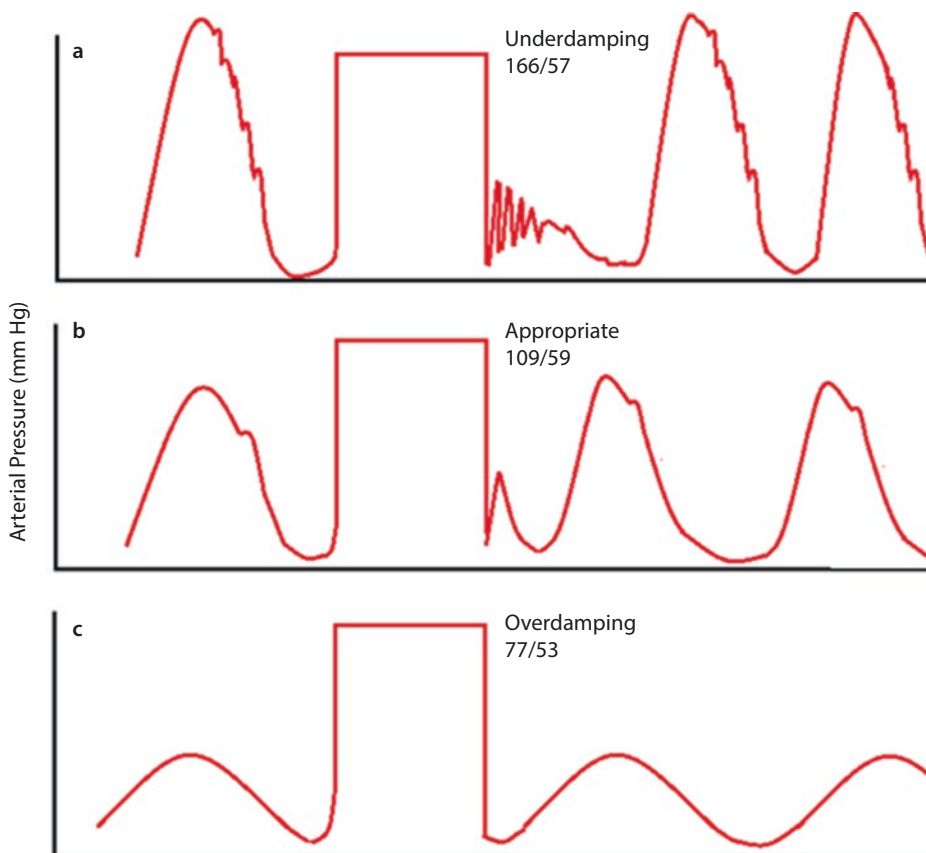 Arterial Pressure (mm Hg)
a
Underdamping
166/57
b
Appropriate
109/59
c
Overdamping
77/53